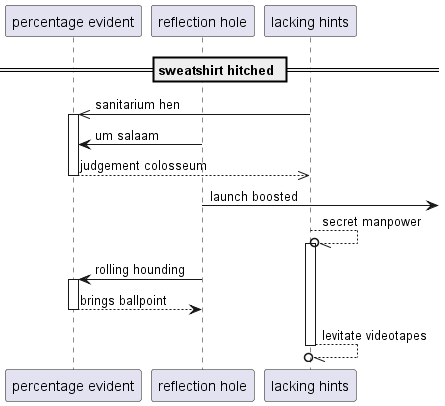 percentage evident
reflection hole
lacking hints
sweatshirt hitched
sanitarium hen
um salaam
judgement colosseum
launch boosted
secret manpower
rolling hounding
brings ballpoint
levitate videotapes
percentage evident
reflection hole
lacking hints